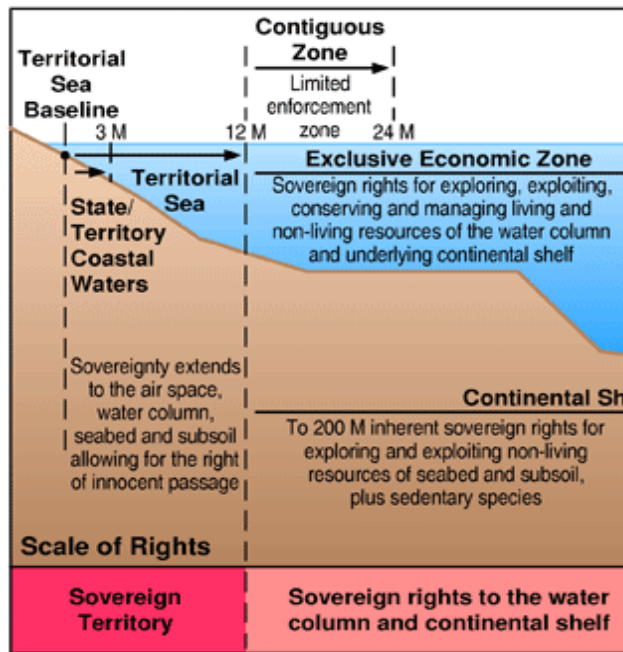 Contiguous
Zone
Territorial
Sea
Baseline
Limited
enforcement
zone
3 M
12 M
24 M
Exclusive Economic Zone
Territorial
Sea
Sovereign rights for exploring, exploiting,
conserving and managing living and
non-living resources of the water column
and underlying continental shelf
State/
Territory
Coastal
Waters
Sovereignty extends
to the air space,
water column,
seabed and subsoil
allowing for the right
of innocent passage
Continental Sh
To 200 M inherent sovereign rights for
exploring and exploiting non-living
resources of seabed and subsoil,
plus sedentary species
Scale of Rights
Sovereign
Territory
Sovereign rights to the water
column and continental shelf